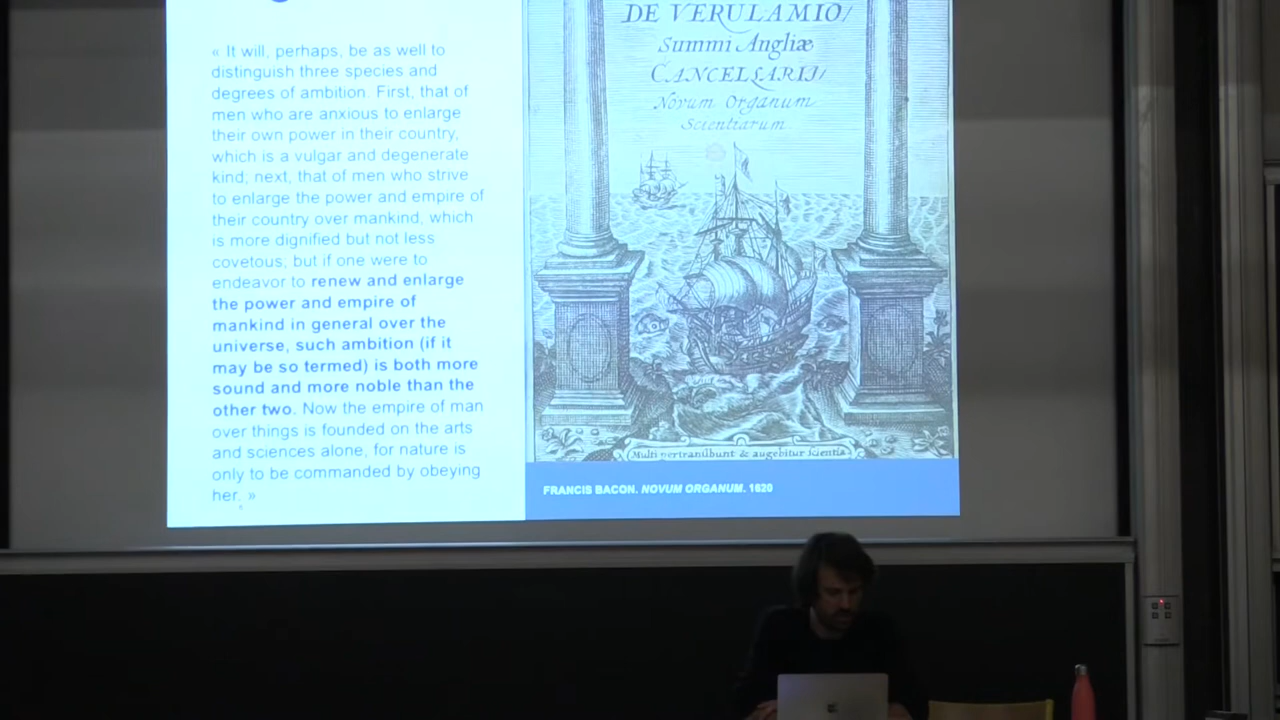 « It will, perhaps, be as well to
distinguish three species and
degrees of ambition. First, that of
men who are anxious to enlarge
their own power in their country,
which is a vulgar and degenerate
kind; next, that of men who strive
to enlarge the power and empire of
their country over mankind, which
is more dignified but not less
covetous; but if one were to
endeavor to renew and enlarge
the power and empire of
mankind in general over the
universe, such ambition (if it
may be so termed) is both more
sound and more noble than the
other two. Now the empire of man
over things is founded on the arts
and sciences alone, for nature is
only to be commanded by obeying
her. »
DE VERULAMIO/
Summi Angliæ
CANCELLARIJ/
Novum Organum
Scientiarum.
Multi pertransibunt & augebitur scientia
FRANCIS BACON. NOVUM ORGANUM. 1620